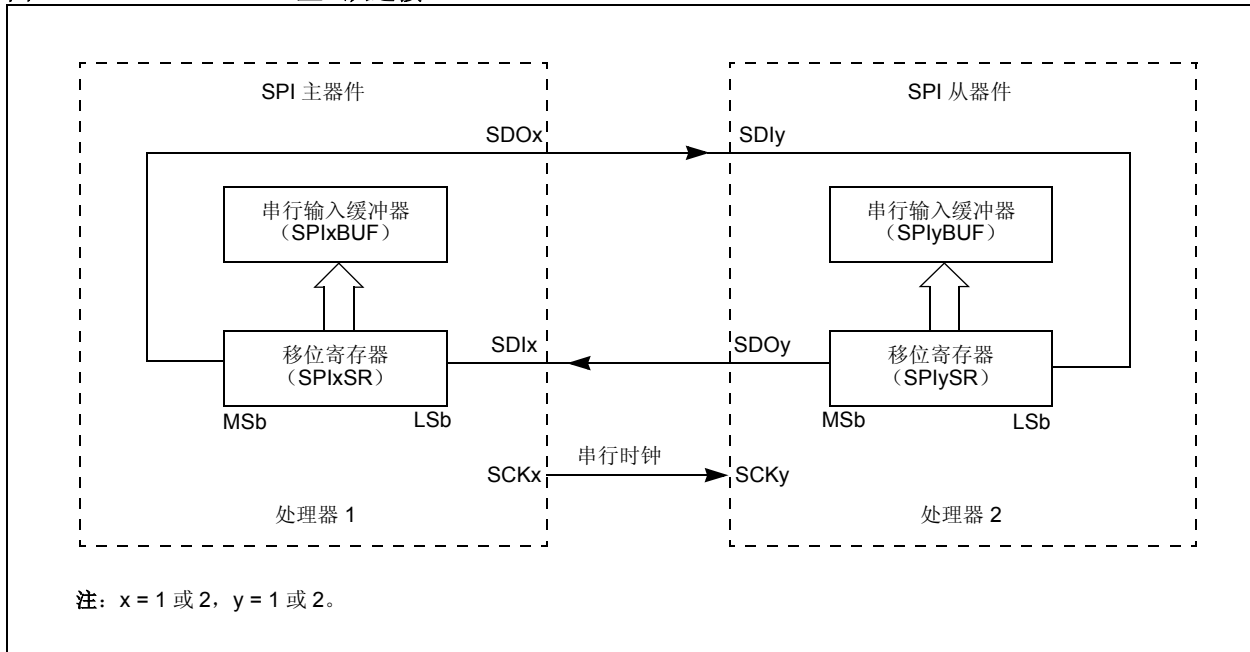 SPI 主器件
SPI 从器件
SDOx
SDIy
串行输入缓冲器
（SPIxBUF）
串行输入缓冲器
（SPIyBUF）
SDIx
SDOy
移位寄存器
（SPIxSR）
移位寄存器
（SPIySR）
MSb
LSb
MSb
LSb
串行时钟
SCKx
SCKy
处理器 1
处理器 2
注：x = 1 或 2，y = 1 或 2。